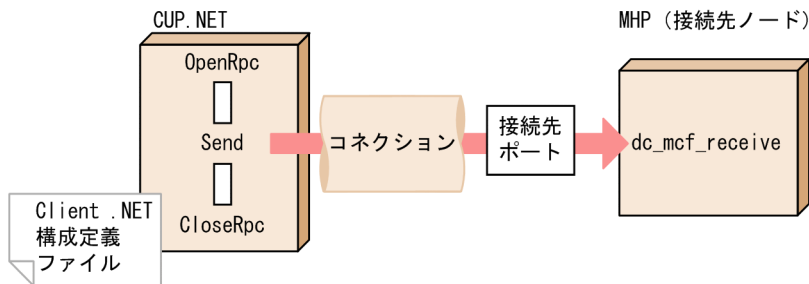 CUP.NET
MHP（接続先ノード）
OpenRpc
Send
CloseRpc
コネクション
接続先
ポート
dc_mcf_receive
Client .NET
構成定義
ファイル